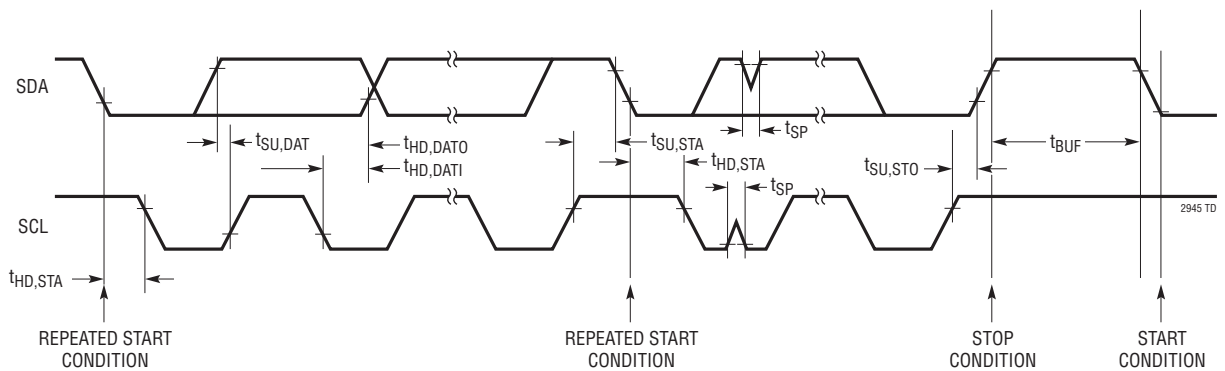 SDA
tSU,DAT
tHD,DATO
tHD,DATI
tSU,STA
tHD,STA
tSP
tSP
tSU,STO
tBUF
SCL
2945 TD
tHD,STA
REPEATED START
CONDITION
REPEATED START
CONDITION
STOP
CONDITION
START
CONDITION